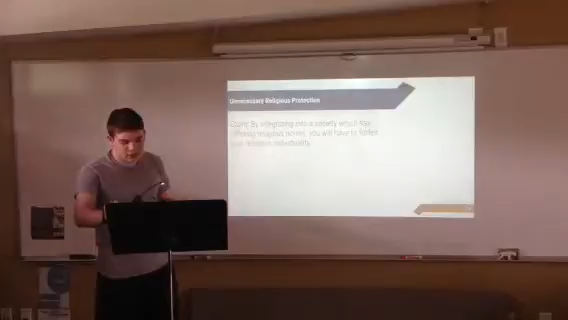 Unnecessary Religious Protection
Claim: By integrating into a society which has
differing religious norms, you will have to forfeit
your religious individuality.